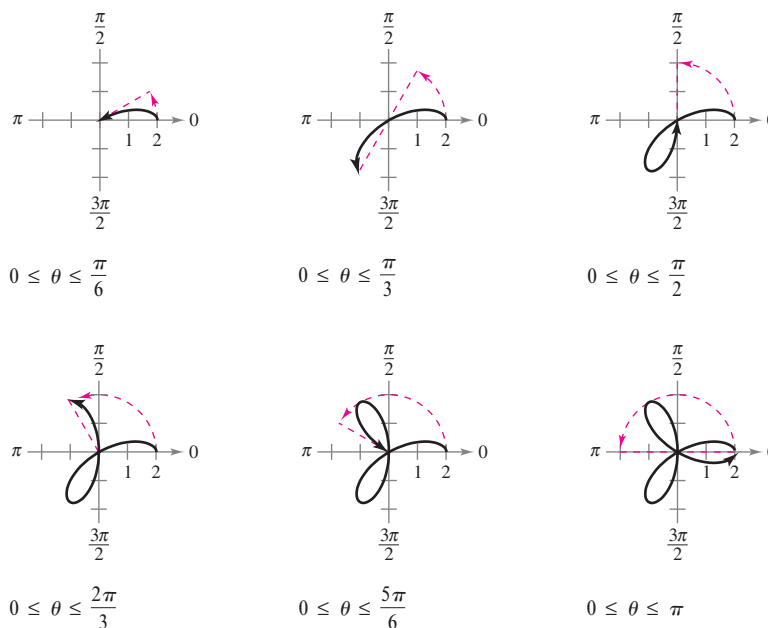 π/2 π/2 π/2
π 1 2 0 π 1 2 0 π 1 2 0
3π/2 3π/2 3π/2
0 ≤ θ ≤ π/6 0 ≤ θ ≤ π/3 0 ≤ θ ≤ π/2
π/2 π/2 π/2
π 1 2 0 π 1 2 0 π 1 2 0
3π/2 3π/2 3π/2
0 ≤ θ ≤ 2π/3 0 ≤ θ ≤ 5π/6 0 ≤ θ ≤ π